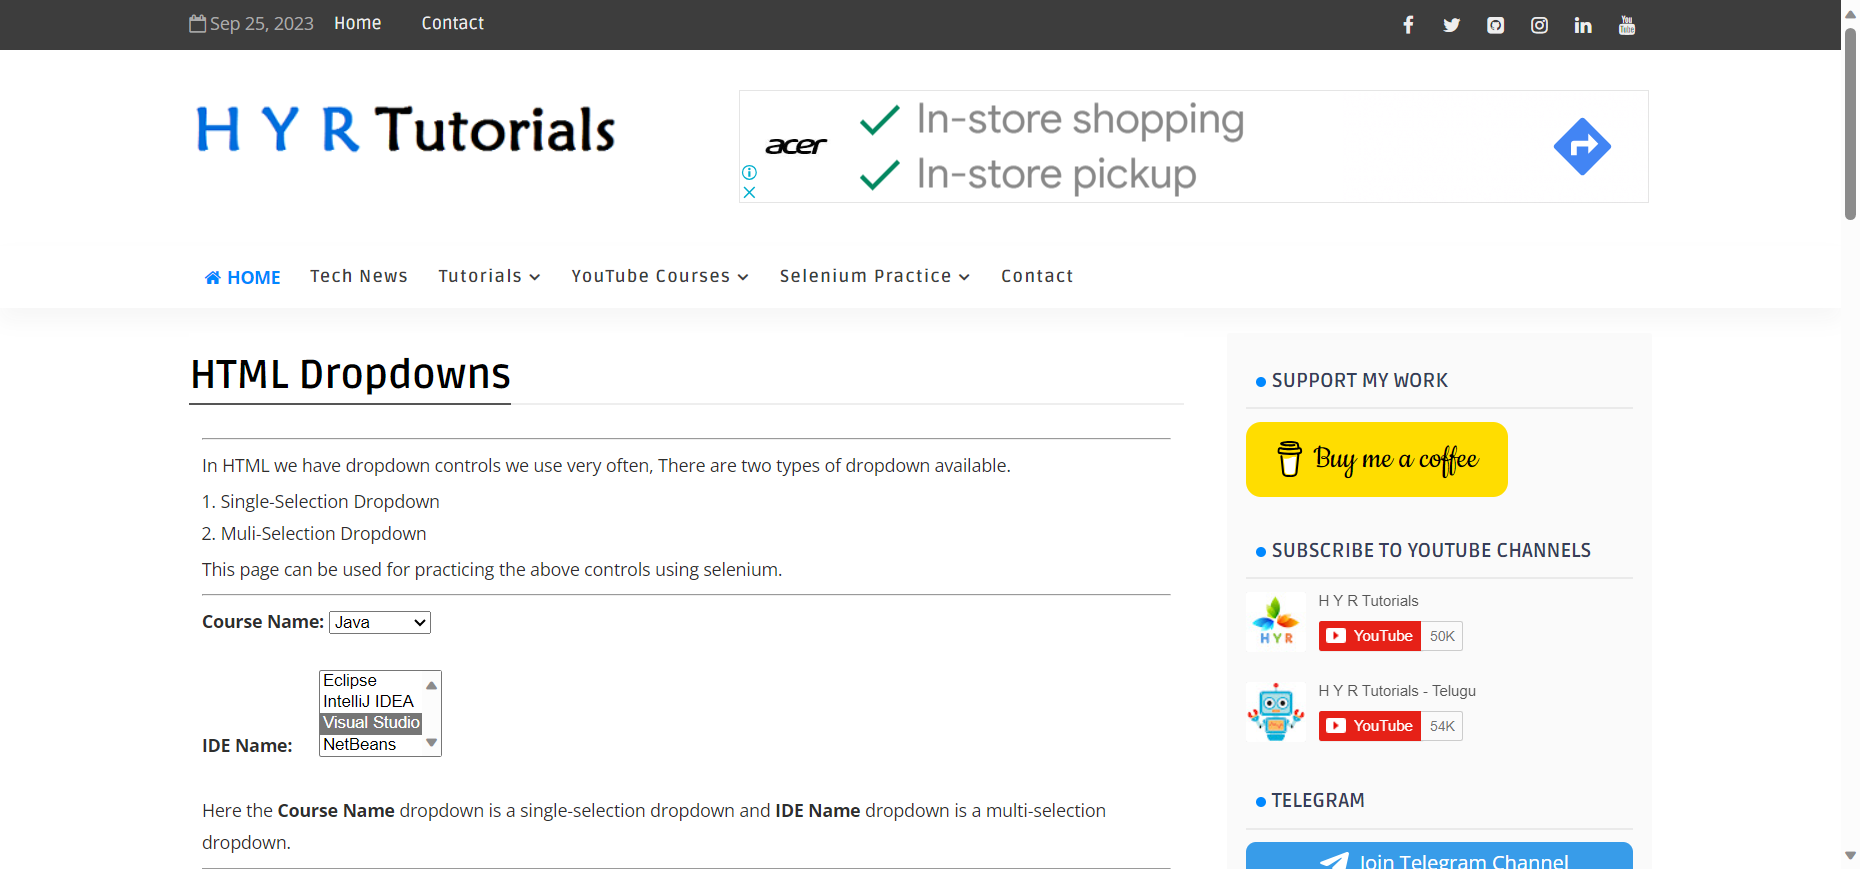 Sep 25, 2023 Home Contact
You Tube
H Y R Tutorials
acer
In-store shopping
In-store pickup
HOME Tech News Tutorials YouTube Courses Selenium Practice Contact
HTML Dropdowns
In HTML we have dropdown controls we use very often, There are two types of dropdown available.
1. Single-Selection Dropdown
2. Muli-Selection Dropdown
This page can be used for practicing the above controls using selenium.
Course Name: Java
Eclipse
IntelliJ IDEA
Visual Studio
IDE Name: NetBeans
Here the Course Name dropdown is a single-selection dropdown and IDE Name dropdown is a multi-selection
dropdown.
SUPPORT MY WORK
Buy me a coffee
SUBSCRIBE TO YOUTUBE CHANNELS
HYR
H Y R Tutorials
YouTube 50K
H Y R Tutorials - Telugu
YouTube 54K
TELEGRAM
Join Telegram Channel